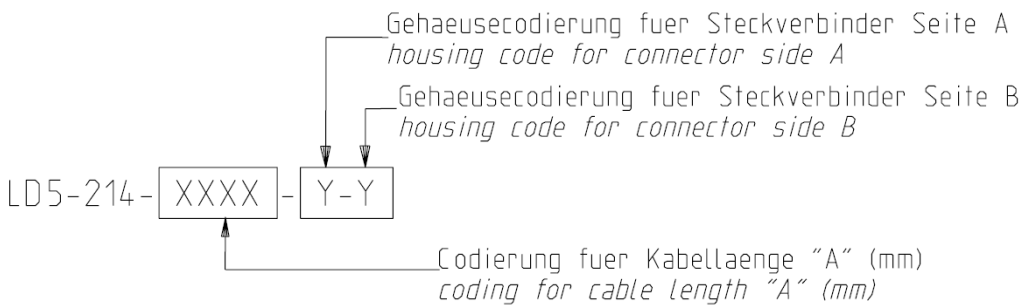 Gehaeusecodierung fuer Steckverbinder Seite A
housing code for connector side A
Gehaeusecodierung fuer Steckverbinder Seite B
housing code for connector side B
LD5-214-XXXX-Y-Y
Codierung fuer Kabellaenge "A" (mm)
coding for cable length "A" (mm)